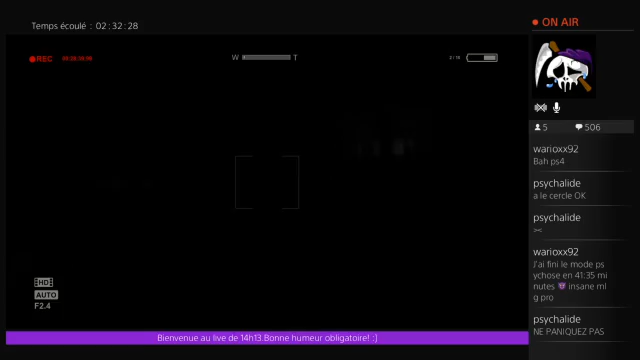 Temps écoulé : 02:32:28
REC
W
T
HD
AUTO
F2.4
Bienvenue au live de 14h13.Bonne humeur obligatoire! :)
ON AIR
5
506
warioxx92
Bah ps4
psychalide
a le cercle OK
psychalide
><
warioxx92
J'ai fini le mode ps
ychose en 41:35 mi
nutes 😈 insane ml
g pro
psychalide
NE PANIQUEZ PAS